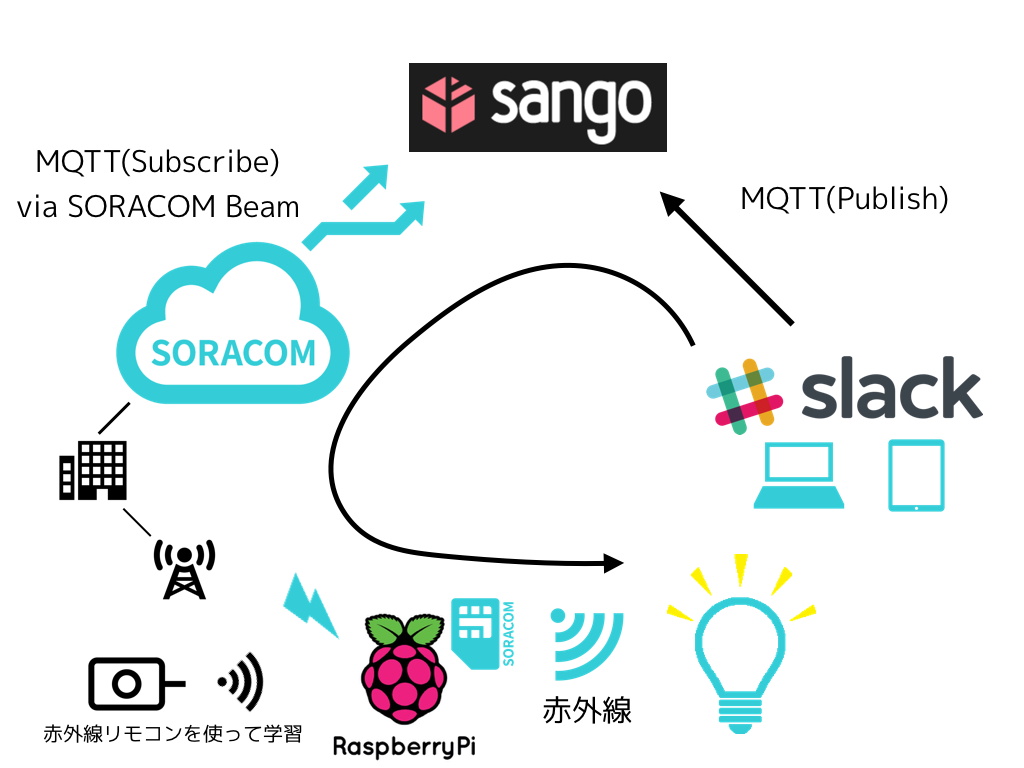 sango
MQTT(Subscribe)
via SORACOM Beam
MQTT(Publish)
SORACOM
slack
SORACOM
赤外線
赤外線リモコンを使って学習
RaspberryPi